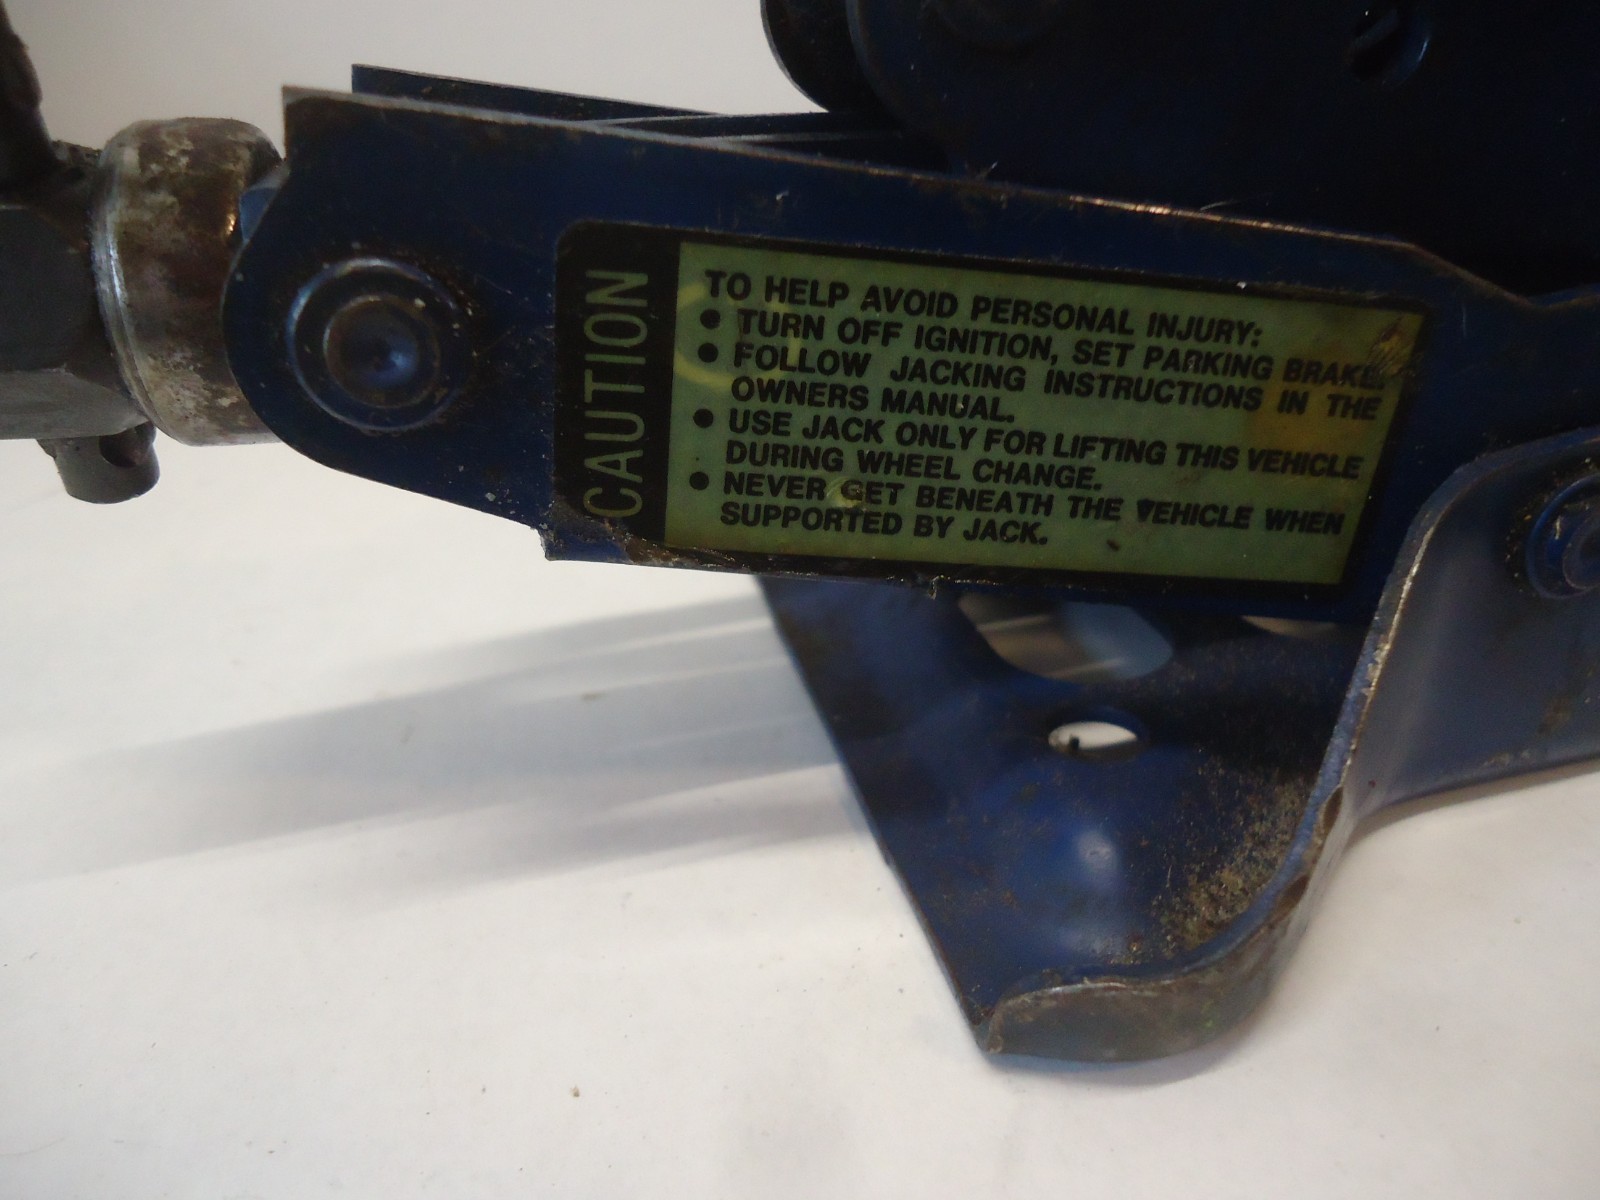 CAUTION
TO HELP AVOID PERSONAL INJURY:
● TURN OFF IGNITION, SET PARKING BRAKE.
● FOLLOW JACKING INSTRUCTIONS IN THE
OWNERS MANUAL.
● USE JACK ONLY FOR LIFTING THIS VEHICLE
DURING WHEEL CHANGE.
● NEVER GET BENEATH THE VEHICLE WHEN
SUPPORTED BY JACK.